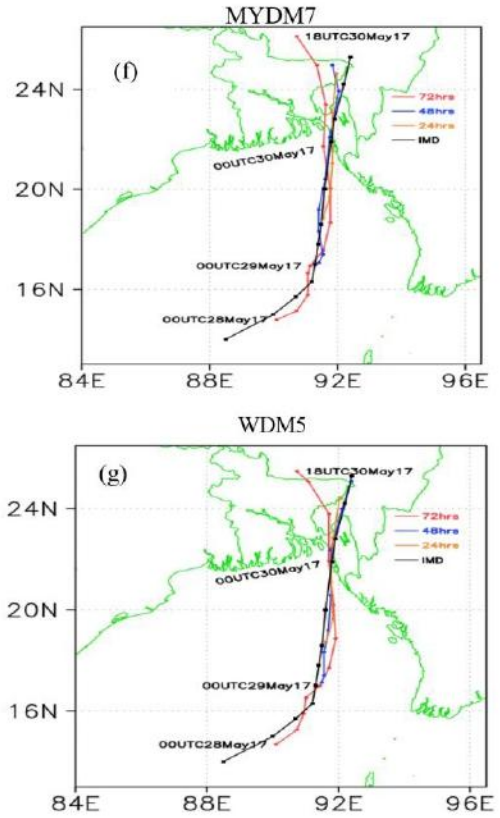 MYDM7
(f)
18UTC30May17
24N
72hrs
48hrs
24hrs
IMD
00UTC30May17
20N
00UTC29May17
16N
00UTC28May17
84E 88E 92E 96E
WDM5
(g)
18UTC30May17
24N
72hrs
48hrs
24hrs
IMD
00UTC30May17
20N
00UTC29May17
16N
00UTC28May17
84E 88E 92E 96E